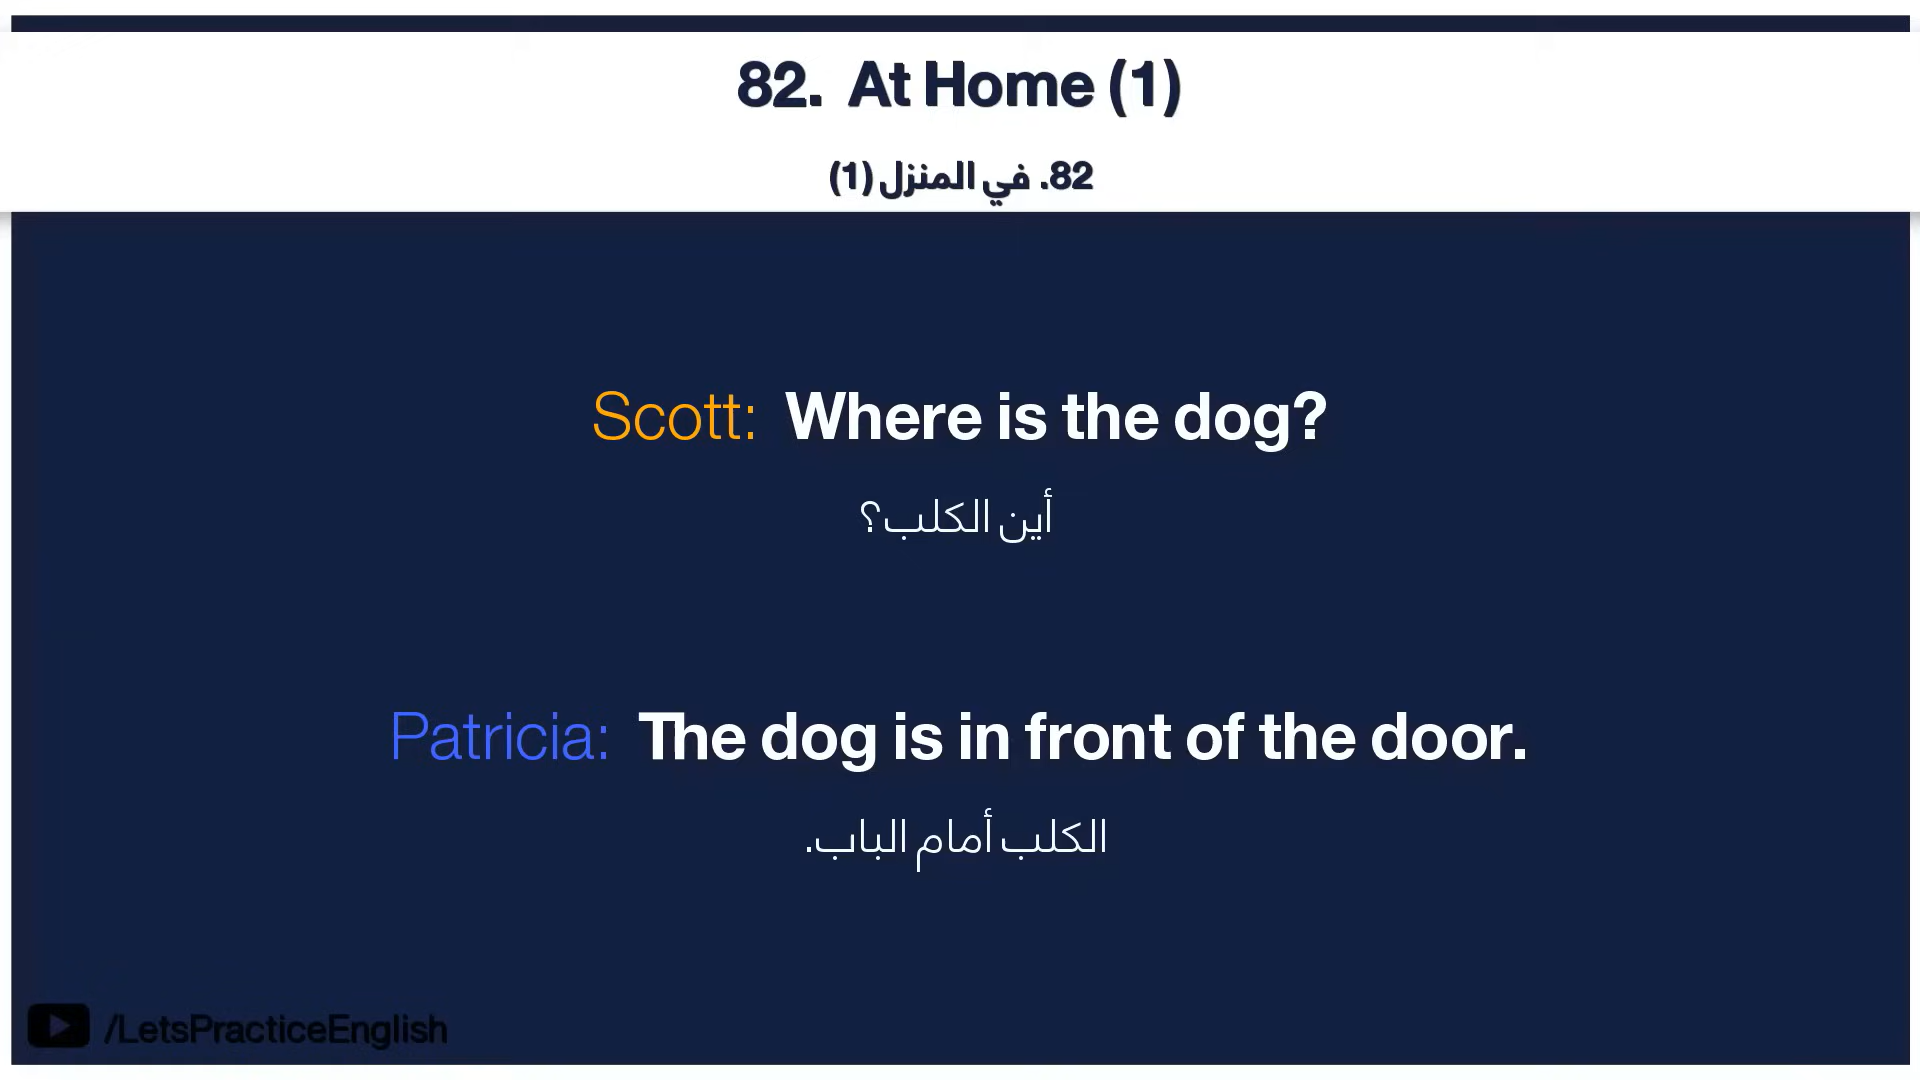 82. At Home (1)
82. في المنزل (1)
Scott: Where is the dog?
أين الكلب؟
Patricia: The dog is in front of the door.
الكلب أمام الباب.
/LetsPracticeEnglish